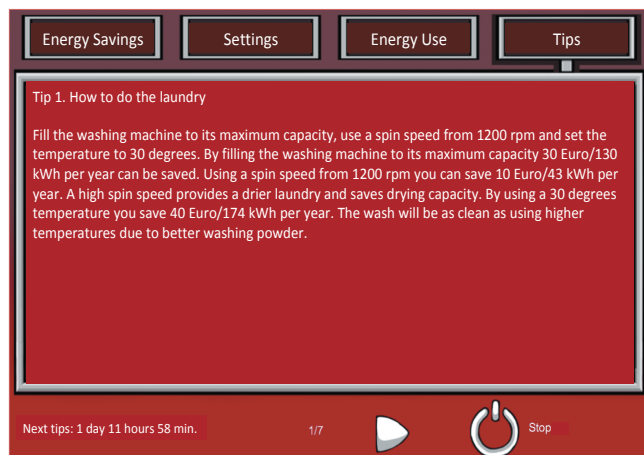 Energy Savings
Settings
Energy Use
Tips
Tip 1. How to do the laundry
Fill the washing machine to its maximum capacity, use a spin speed from 1200 rpm and set the
temperature to 30 degrees. By filling the washing machine to its maximum capacity 30 Euro/130
kWh per year can be saved. Using a spin speed from 1200 rpm you can save 10 Euro/43 kWh per
year. A high spin speed provides a drier laundry and saves drying capacity. By using a 30 degrees
temperature you save 40 Euro/174 kWh per year. The wash will be as clean as using higher
temperatures due to better washing powder.
Next tips: 1 day 11 hours 58 min.
1/7
Stop